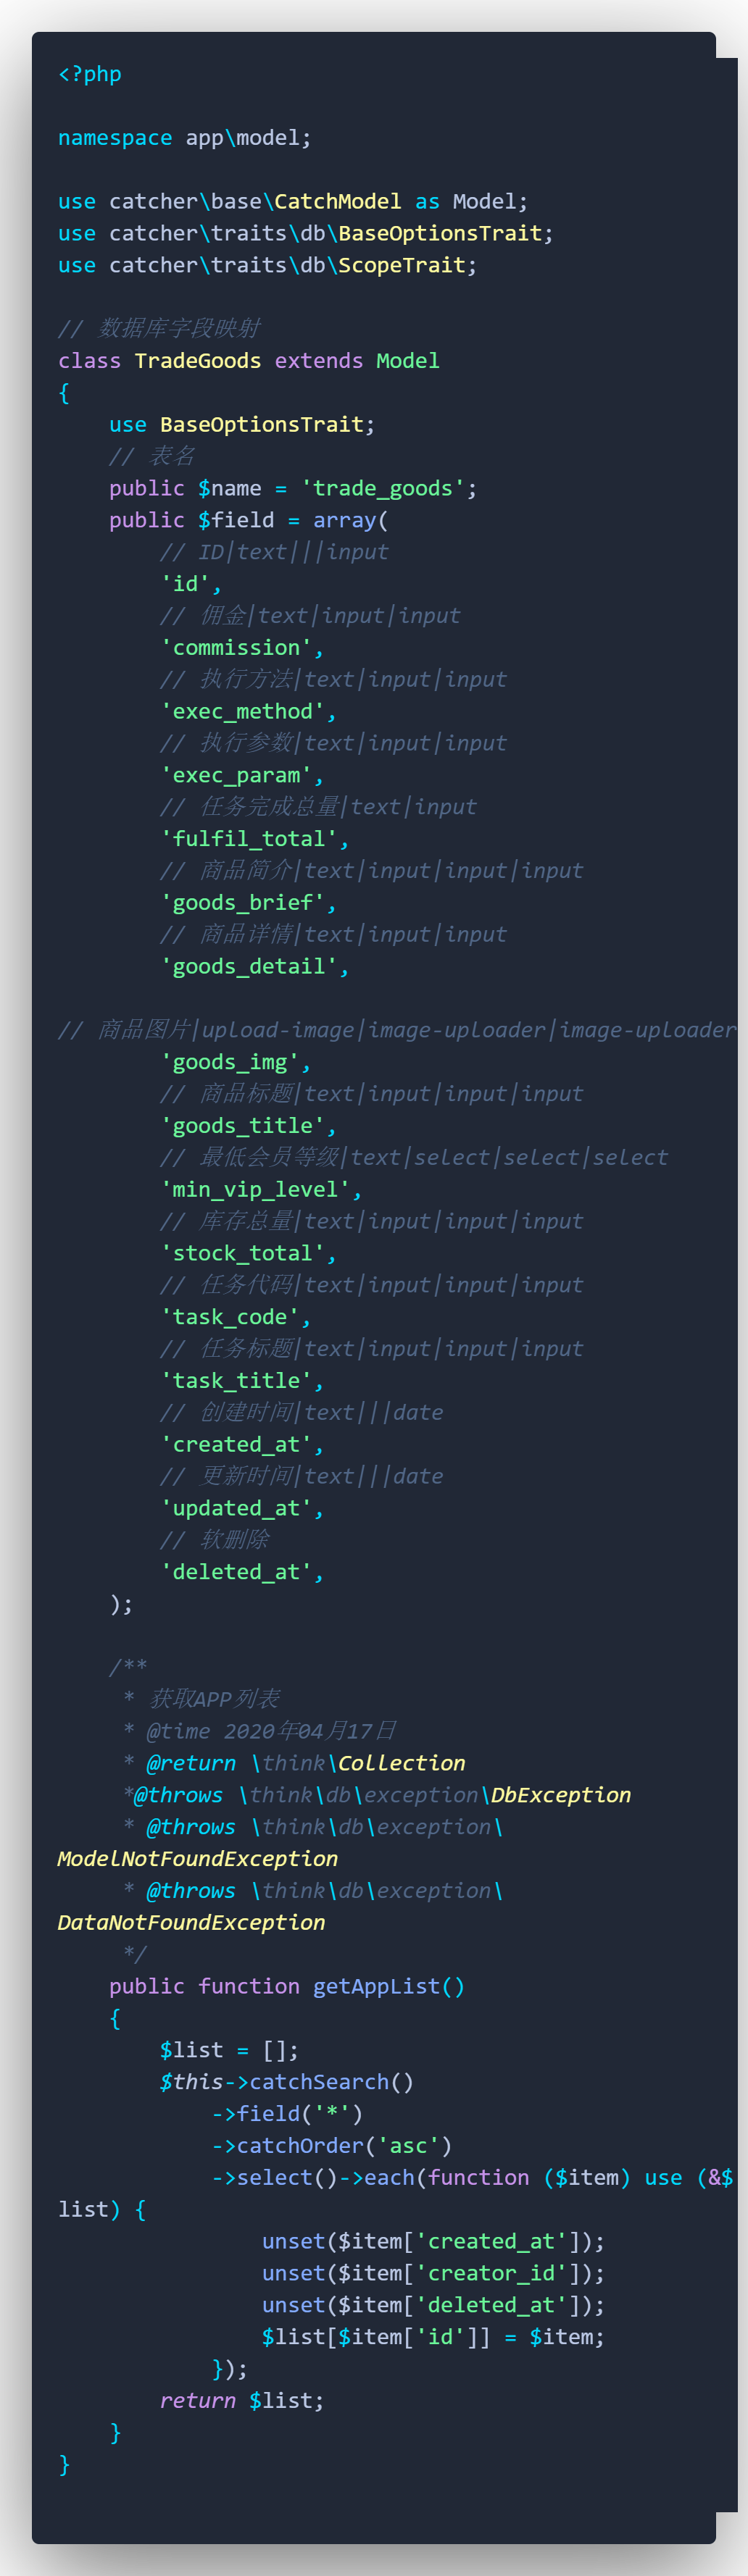 <?php
namespace app\model;
use catcher\base\CatchModel as Model;
use catcher\traits\db\BaseOptionsTrait;
use catcher\traits\db\ScopeTrait;
// 数据库字段映射
class TradeGoods extends Model
{
use BaseOptionsTrait;
// 表名
public $name = 'trade_goods';
public $field = array(
// ID|text|||input
'id',
// 佣金|text|input|input
'commission',
// 执行方法|text|input|input
'exec_method',
// 执行参数|text|input|input
'exec_param',
// 任务完成总量|text|input
'fulfil_total',
// 商品简介|text|input|input|input
'goods_brief',
// 商品详情|text|input|input
'goods_detail',
// 商品图片|upload-image|image-uploader|image-uploader
'goods_img',
// 商品标题|text|input|input|input
'goods_title',
// 最低会员等级|text|select|select|select
'min_vip_level',
// 库存总量|text|input|input|input
'stock_total',
// 任务代码|text|input|input|input
'task_code',
// 任务标题|text|input|input|input
'task_title',
// 创建时间|text|||date
'created_at',
// 更新时间|text|||date
'updated_at',
// 软删除
'deleted_at',
);
/**
* 获取APP列表
* @time 2020年04月17日
* @return \think\Collection
*@throws \think\db\exception\DbException
* @throws \think\db\exception\
ModelNotFoundException
* @throws \think\db\exception\
DataNotFoundException
*/
public function getAppList()
{
$list = [];
$this->catchSearch()
->field('*')
->catchOrder('asc')
->select()->each(function ($item) use (&$
list) {
unset($item['created_at']);
unset($item['creator_id']);
unset($item['deleted_at']);
$list[$item['id']] = $item;
});
return $list;
}
}